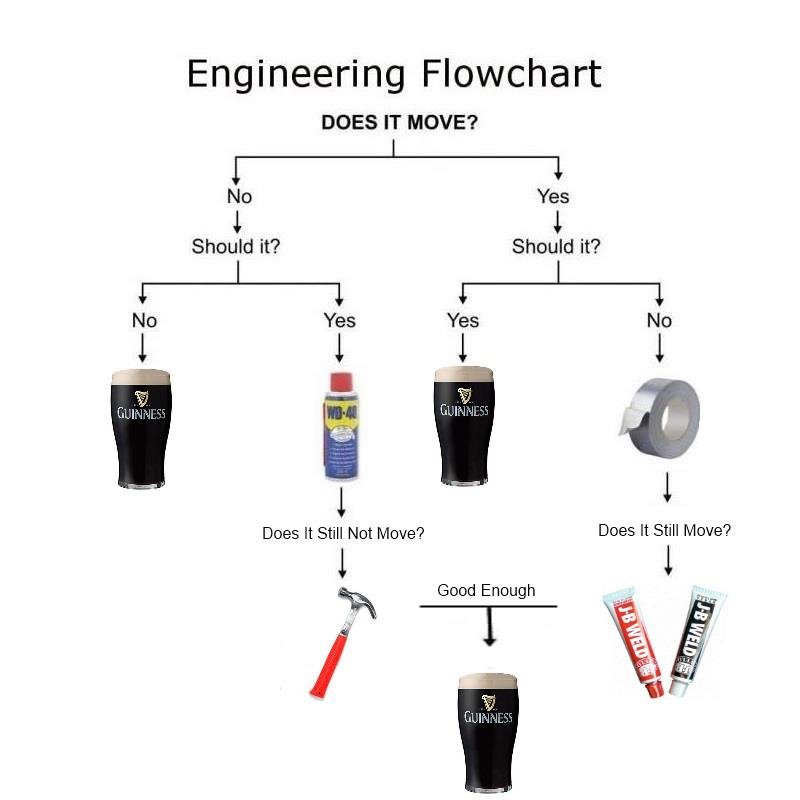 Engineering Flowchart
DOES IT MOVE?
No
Yes
Should it?
Should it?
No
Yes
Yes
No
GUINNESS
WD-40
GUINNESS
Does It Still Not Move?
Does It Still Move?
Good Enough
J-B WELD
J-B WELD
GUINNESS